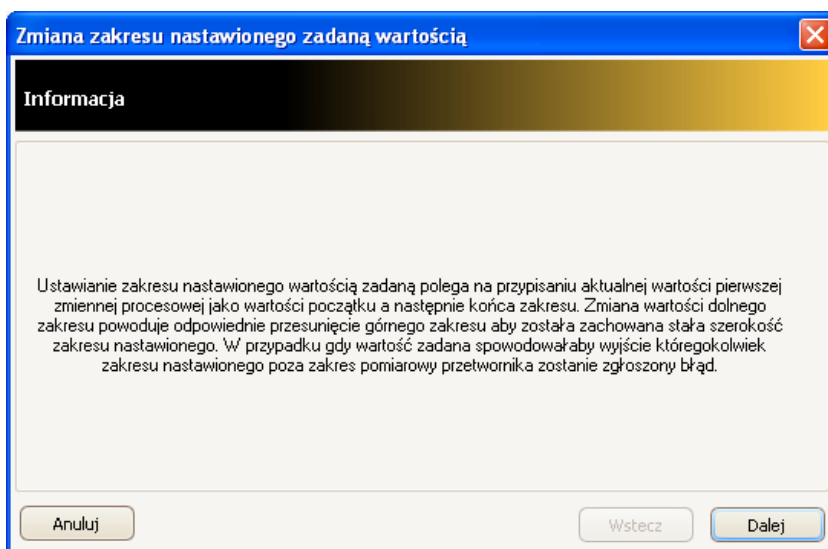 Zmiana zakresu nastawionego zadaną wartością
Informacja
Ustawianie zakresu nastawionego wartością zadaną polega na przypisaniu aktualnej wartości pierwszej
zmiennej procesowej jako wartości początku a następnie końca zakresu. Zmiana wartości dolnego
zakresu powoduje odpowiednie przesunięcie górnego zakresu aby została zachowana stała szerokość
zakresu nastawionego. W przypadku gdy wartość zadana spowodowałaby wyjście któregokolwiek
zakresu nastawionego poza zakres pomiarowy przetwornika zostanie zgłoszony błąd.
Anuluj
Wstecz
Dalej